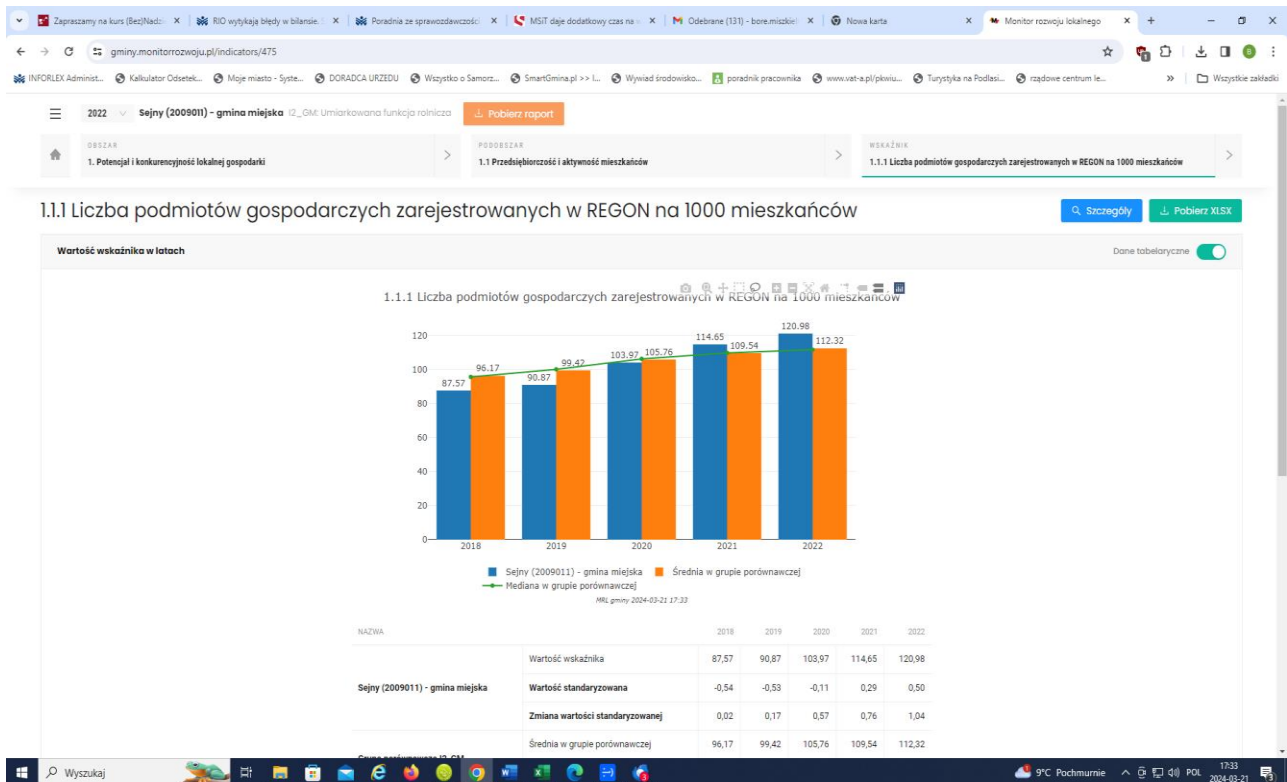 Zapraszamy na kurs (Bez)Nadzi
RIO wytykają błędy w bilansie.
Poradnia ze sprawozdawczości
MSiT daje dodatkowy czas na w
Odebrane (131) - bore.miszkiel
Nowa karta
Monitor rozwoju lokalnego
gminy.monitorrozwoju.pl/indicators/475
INFORLEX Administ...
Kalkulator Odsetek...
Moje miasto - Syste...
DORADCA URZEDU
Wszystko o Samorz...
SmartGmina.pl >> I...
Wywiad środowisko...
poradnik pracownika
www.vat-a.pl/pkwiu...
Turystyka na Podlasi...
rządowe centrum le...
»
Wszystkie zakładki
2022 Sejny (2009011) - gmina miejska I2_GM: Umiarkowana funkcja rolnicza Pobierz raport
OBSZAR
1. Potencjał i konkurencyjność lokalnej gospodarki
PODOBSZAR
1.1 Przedsiębiorczość i aktywność mieszkańców
WSKAŹNIK
1.1.1 Liczba podmiotów gospodarczych zarejestrowanych w REGON na 1000 mieszkańców
1.1.1 Liczba podmiotów gospodarczych zarejestrowanych w REGON na 1000 mieszkańców
Szczegóły
Pobierz XLSX
Wartość wskaźnika w latach
Dane tabelaryczne
1.1.1 Liczba podmiotów gospodarczych zarejestrowanych w REGON na 1000 mieszkańców
120
100
80
60
40
20
0
87.57
96.17
90.87
99.42
103.97
105.76
114.65
109.54
120.98
112.32
2018 2019 2020 2021 2022
Sejny (2009011) - gmina miejska Średnia w grupie porównawczej
Mediana w grupie porównawczej
MRL gminy 2024-03-21 17:33
NAZWA 2018 2019 2020 2021 2022
Wartość wskaźnika 87,57 90,87 103,97 114,65 120,98
Sejny (2009011) - gmina miejska Wartość standaryzowana -0,54 -0,53 -0,11 0,29 0,50
Zmiana wartości standaryzowanej 0,02 0,17 0,57 0,76 1,04
Średnia w grupie porównawczej 96,17 99,42 105,76 109,54 112,32
Wyszukaj
9°C Pochmurnie
POL
17:33
2024-03-21